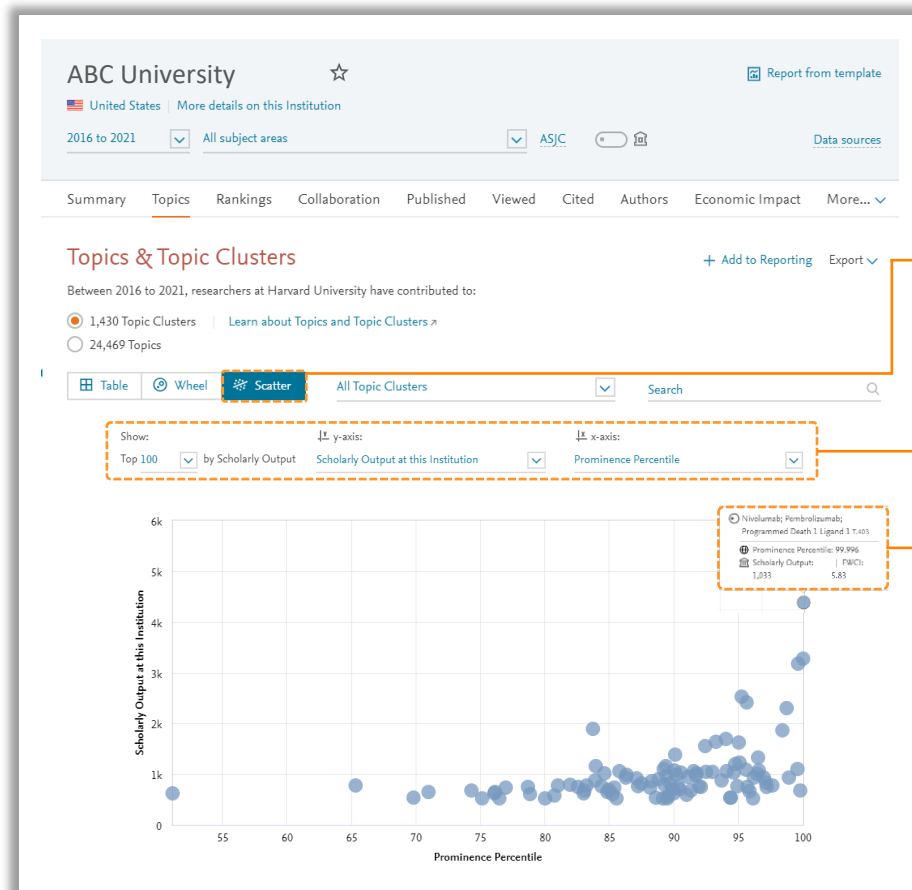 ABC University
Report from template
United States | More details on this Institution
2016 to 2021 All subject areas ASJC Data sources
Summary Topics Rankings Collaboration Published Viewed Cited Authors Economic Impact More...
Topics & Topic Clusters
+ Add to Reporting Export
Between 2016 to 2021, researchers at Harvard University have contributed to:
1,430 Topic Clusters | Learn about Topics and Topic Clusters
24,469 Topics
Table Wheel Scatter All Topic Clusters Search
Show: y-axis: x-axis:
Top 100 by Scholarly Output Scholarly Output at this Institution Prominence Percentile
Nivolumab; Pembrolizumab;
Programmed Death 1 Ligand 1 T.403
Prominence Percentile: 99.996
Scholarly Output: | FWCI:
1,033 5.83
Scholarly Output at this Institution
6k
5k
4k
3k
2k
1k
0
55 60 65 70 75 80 85 90 95 100
Prominence Percentile